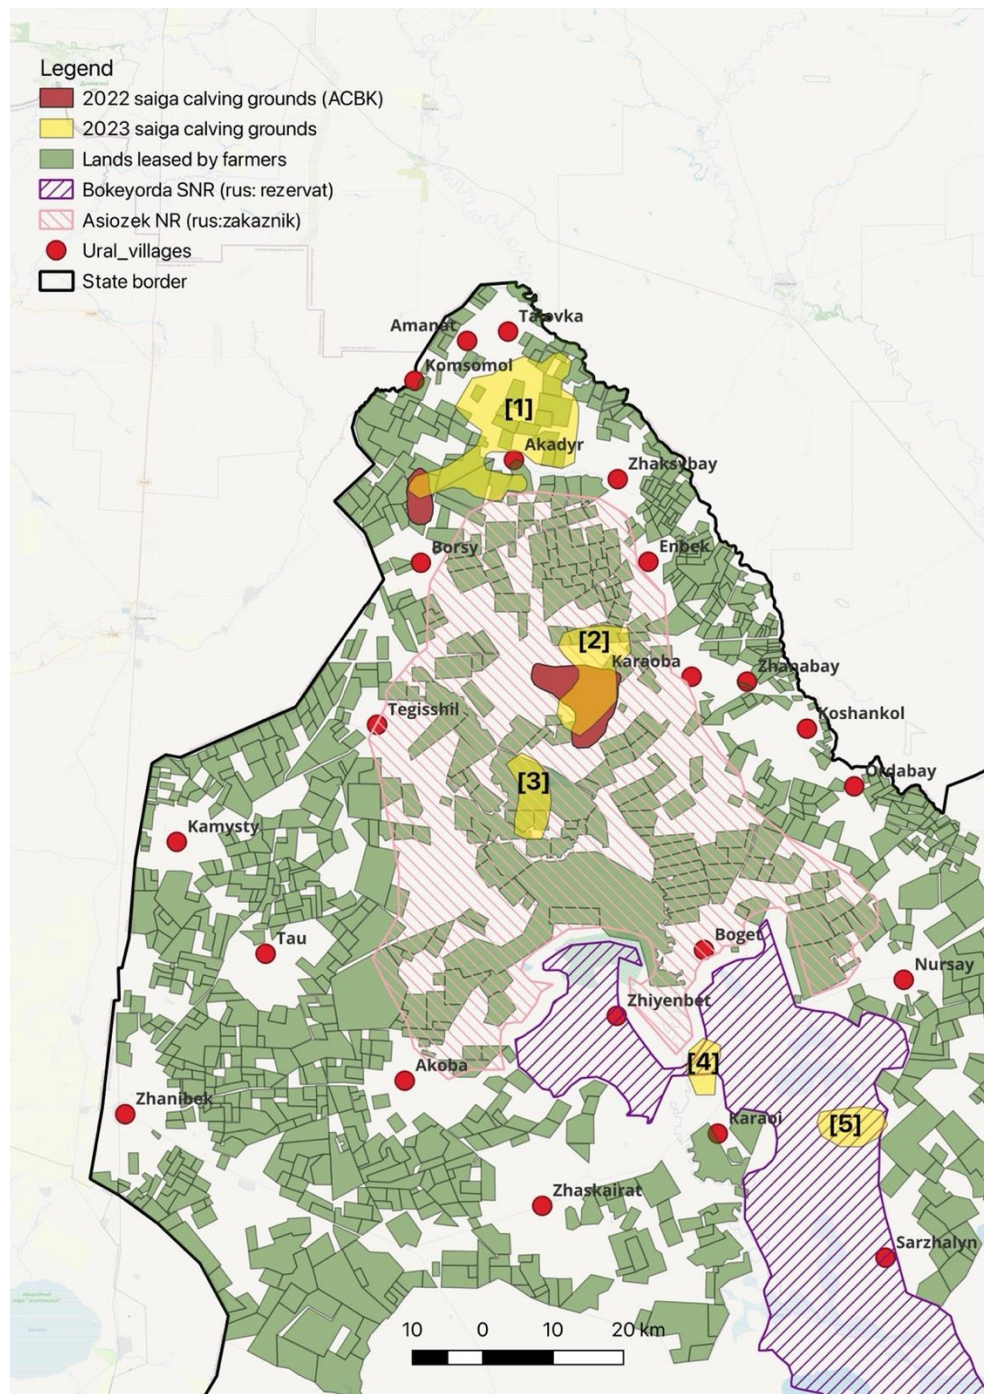 Legend
2022 saiga calving grounds (ACBK)
2023 saiga calving grounds
Lands leased by farmers
Bokeyorda SNR (rus: rezervat)
Asiozek NR (rus:zakaznik)
Ural_villages
State border
Talovka
Amanat
Komsomol
[1]
Akadyr
Zhaksybay
Borsy
Enbek
[2]
Karaoba
Zhanabay
Tegisshil
Koshankol
Ordabay
[3]
Kamysty
Boget
Tau
Nursay
Zhiyenbet
[4]
Akoba
Zhanibek
Karaoi
[5]
Zhaskairat
Sarzhalyn
10 0 10 20 km